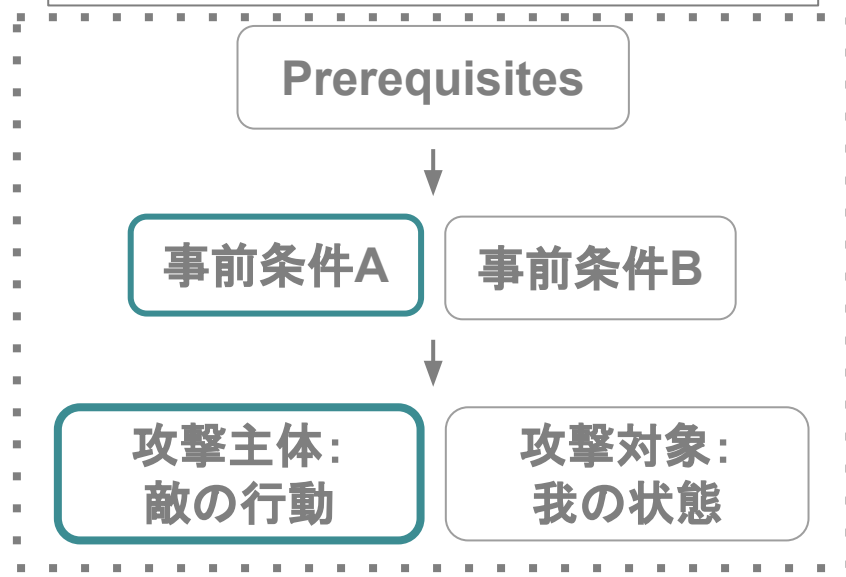 Prerequisites
事前条件A
事前条件B
攻撃主体：
敵の行動
攻撃対象：
我の状態